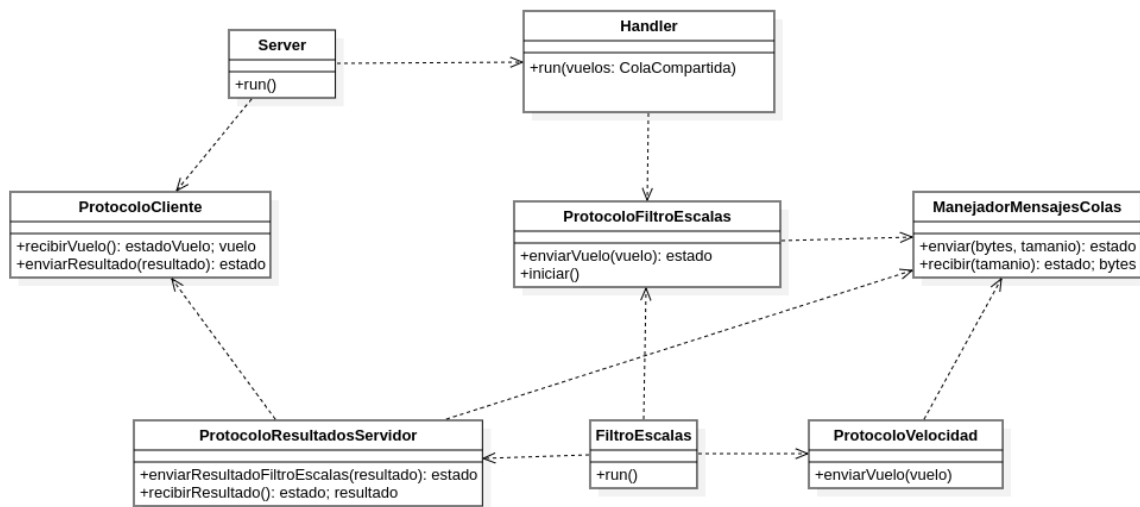 Server
+run()
Handler
+run(vuelos: ColaCompartida)
ProtocoloCliente
+recibirVuelo(): estadoVuelo; vuelo
+enviarResultado(resultado): estado
ProtocoloFiltroEscalas
+enviarVuelo(vuelo): estado
+iniciar()
ManejadorMensajesColas
+enviar(bytes, tamanio): estado
+recibir(tamanio): estado; bytes
ProtocoloResultadosServidor
+enviarResultadoFiltroEscalas(resultado): estado
+recibirResultado(): estado; resultado
FiltroEscalas
+run()
ProtocoloVelocidad
+enviarVuelo(vuelo)